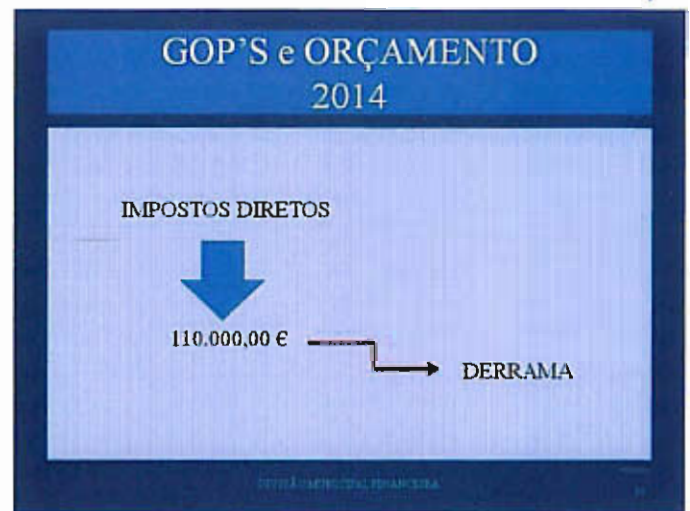 GOP'S e ORÇAMENTO
2014
IMPOSTOS DIRETOS
110.000,00 €
DERRAMA